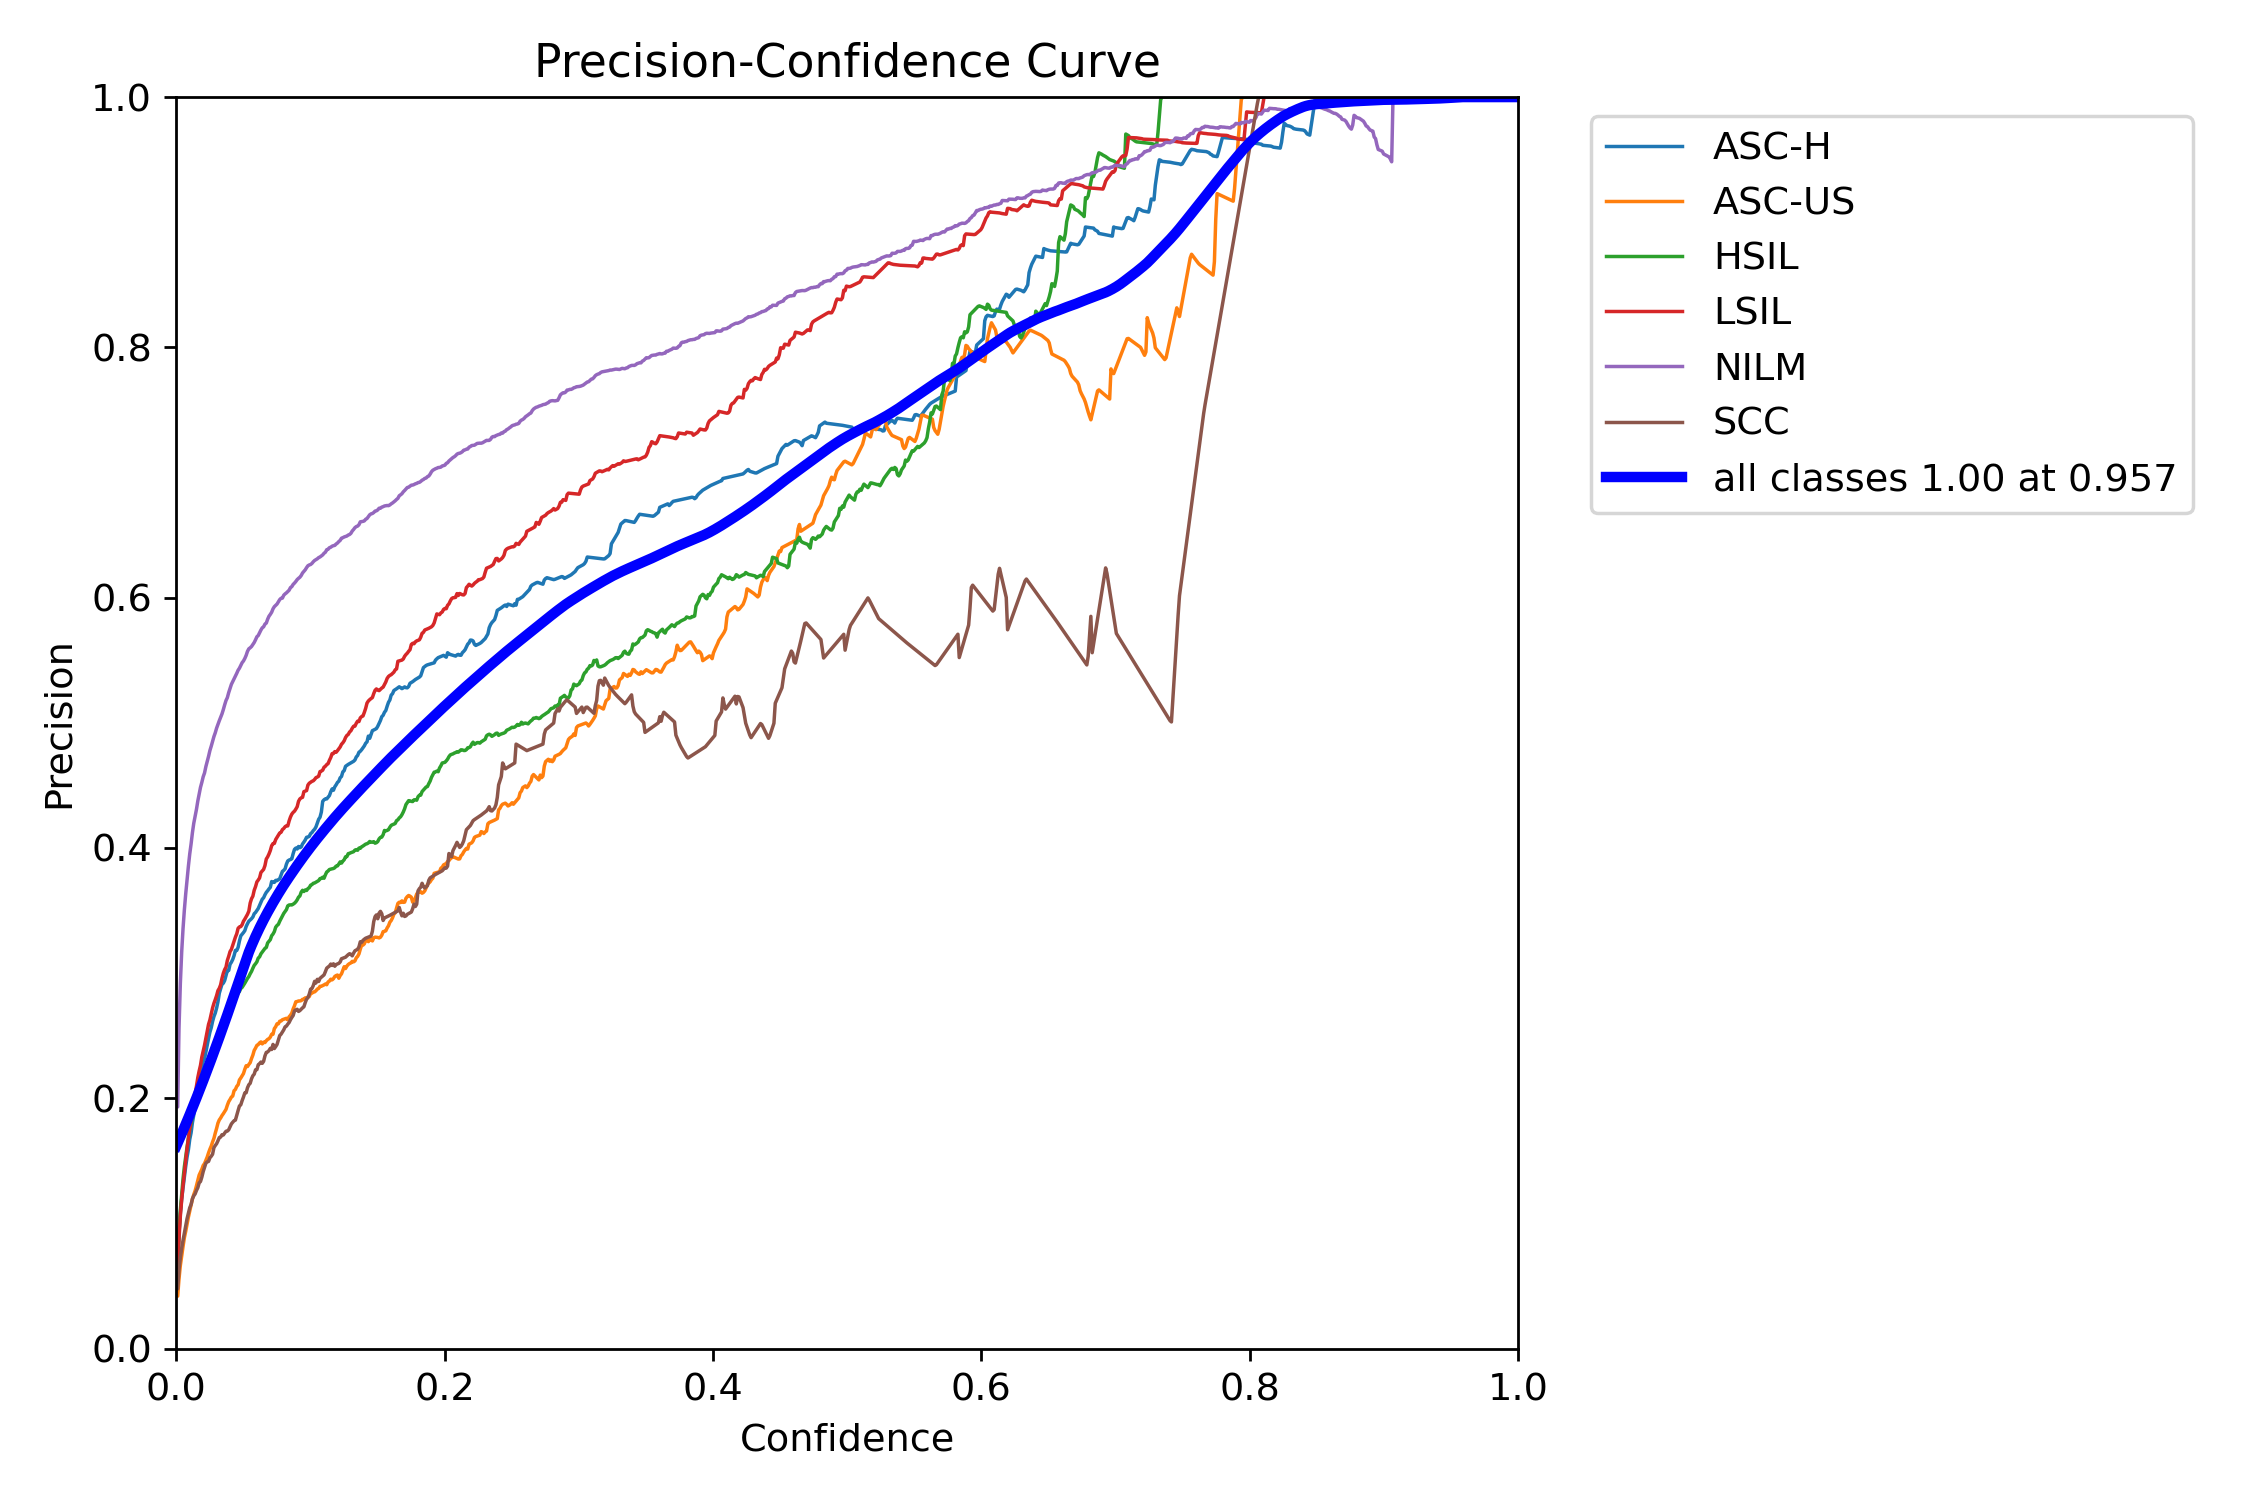 Precision-Confidence Curve
1.0
0.8
0.6
0.4
0.2
0.0
Precision
0.0 0.2 0.4 0.6 0.8 1.0
Confidence
ASC-H
ASC-US
HSIL
LSIL
NILM
SCC
all classes 1.00 at 0.957